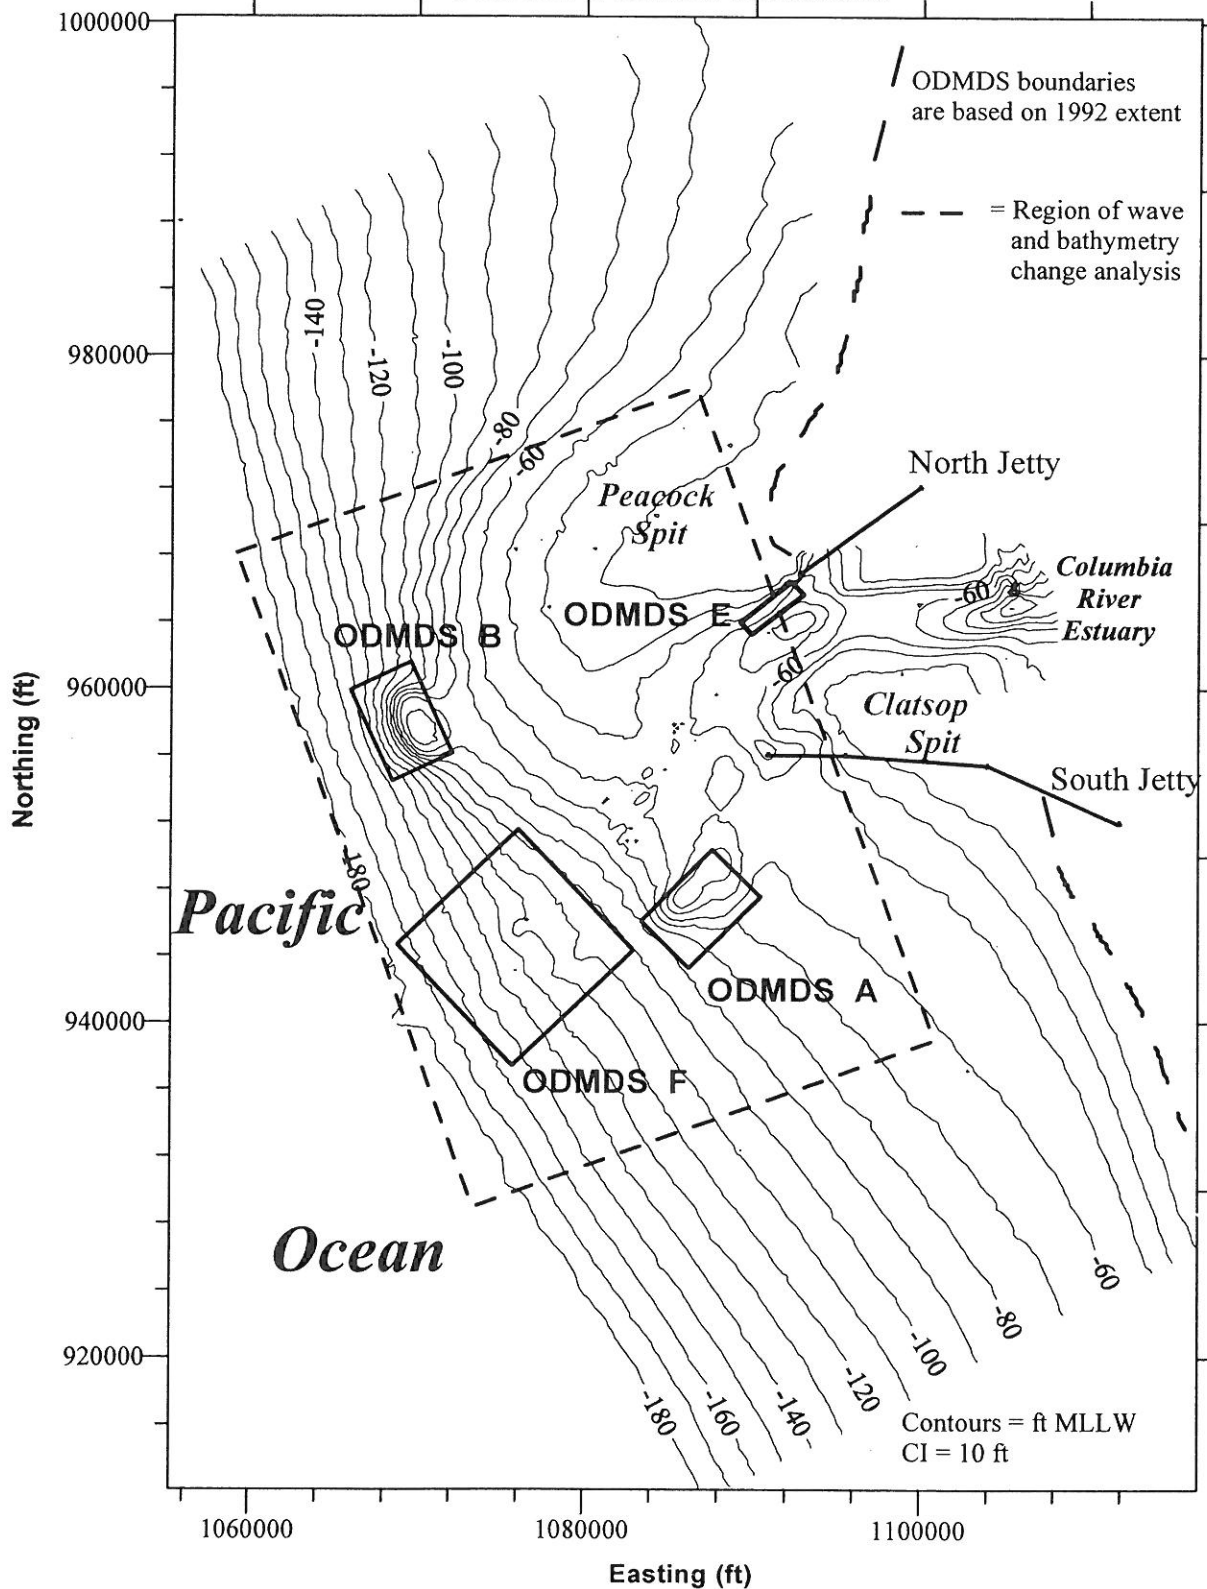 1000000
ODMDS boundaries
are based on 1992 extent
= Region of wave
and bathymetry
change analysis
-140
-120
-100
-80
-60
980000
North Jetty
Peacock
Spit
Columbia
River
Estuary
-60
ODMDS E
ODMDS B
-60
960000
Clatsop
Spit
South Jetty
Northing (ft)
180
Pacific
ODMDS A
940000
ODMDS F
Ocean
-60
-80
-100
920000
-120
-140
-160
-180
Contours = ft MLLW
CI = 10 ft
1060000
1080000
1100000
Easting (ft)